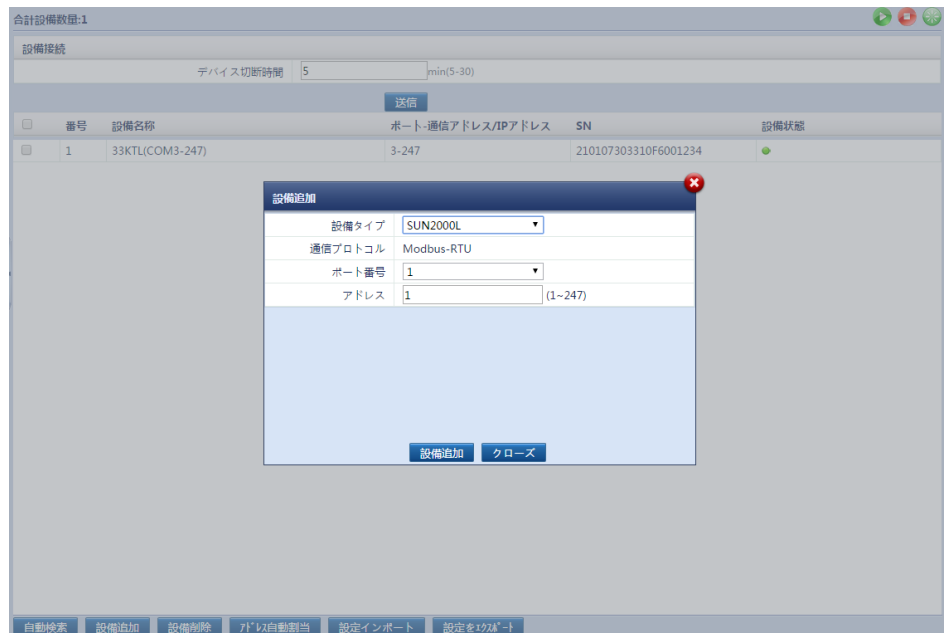 合計設備数量:1
設備接続
デバイス切断時間 5 min(5-30)
送信
番号 設備名称 ポート-通信アドレス/IPアドレス SN 設備状態
1 33KTL(COM3-247) 3-247 210107303310F6001234
設備追加
設備タイプ SUN2000L
通信プロトコル Modbus-RTU
ポート番号 1
アドレス 1 (1~247)
設備追加 クローズ
自動検索 設備追加 設備削除 ｱﾄﾞﾚｽ自動割当 設定インポート 設定をｴｸｽﾎﾟｰﾄ